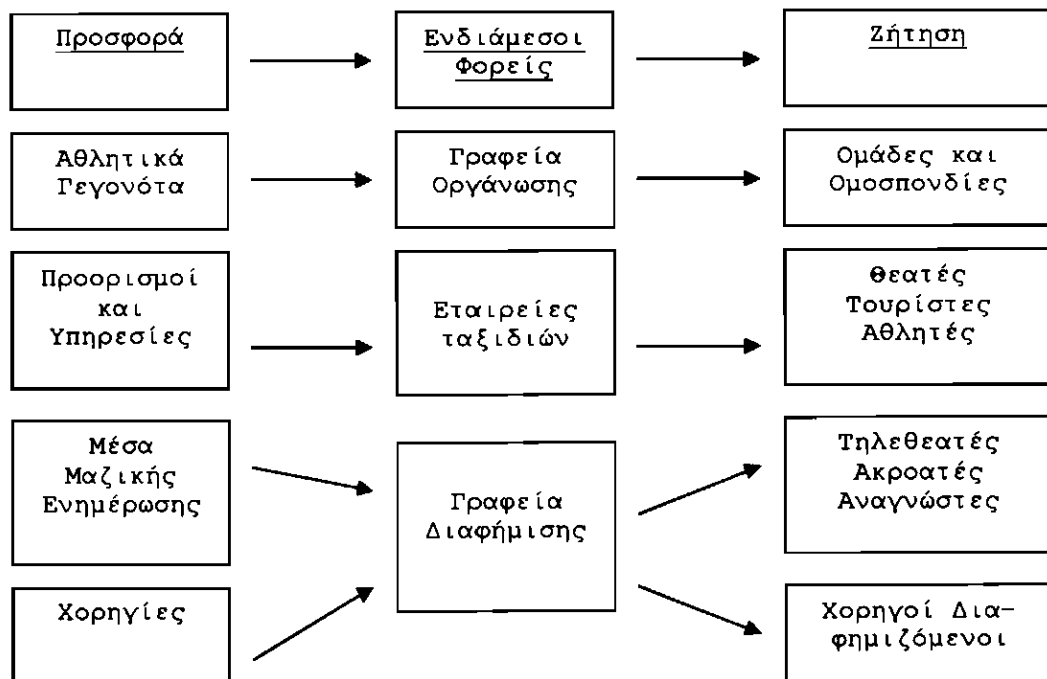 Προσφορά
Ενδιάμεσοι
Φορείς
Ζήτηση
Αθλητικά
Γεγονότα
Γραφεία
Οργάνωσης
Ομάδες και
Ομοσπονδίες
Προορισμοί
και
Υπηρεσίες
Εταιρείες
ταξιδιών
Θεατές
Τουρίστες
Αθλητές
Μέσα
Μαζικής
Ενημέρωσης
Γραφεία
Διαφήμισης
Τηλεθεατές
Ακροατές
Αναγνώστες
Χορηγίες
Χορηγοί Δια-
φημιζόμενοι